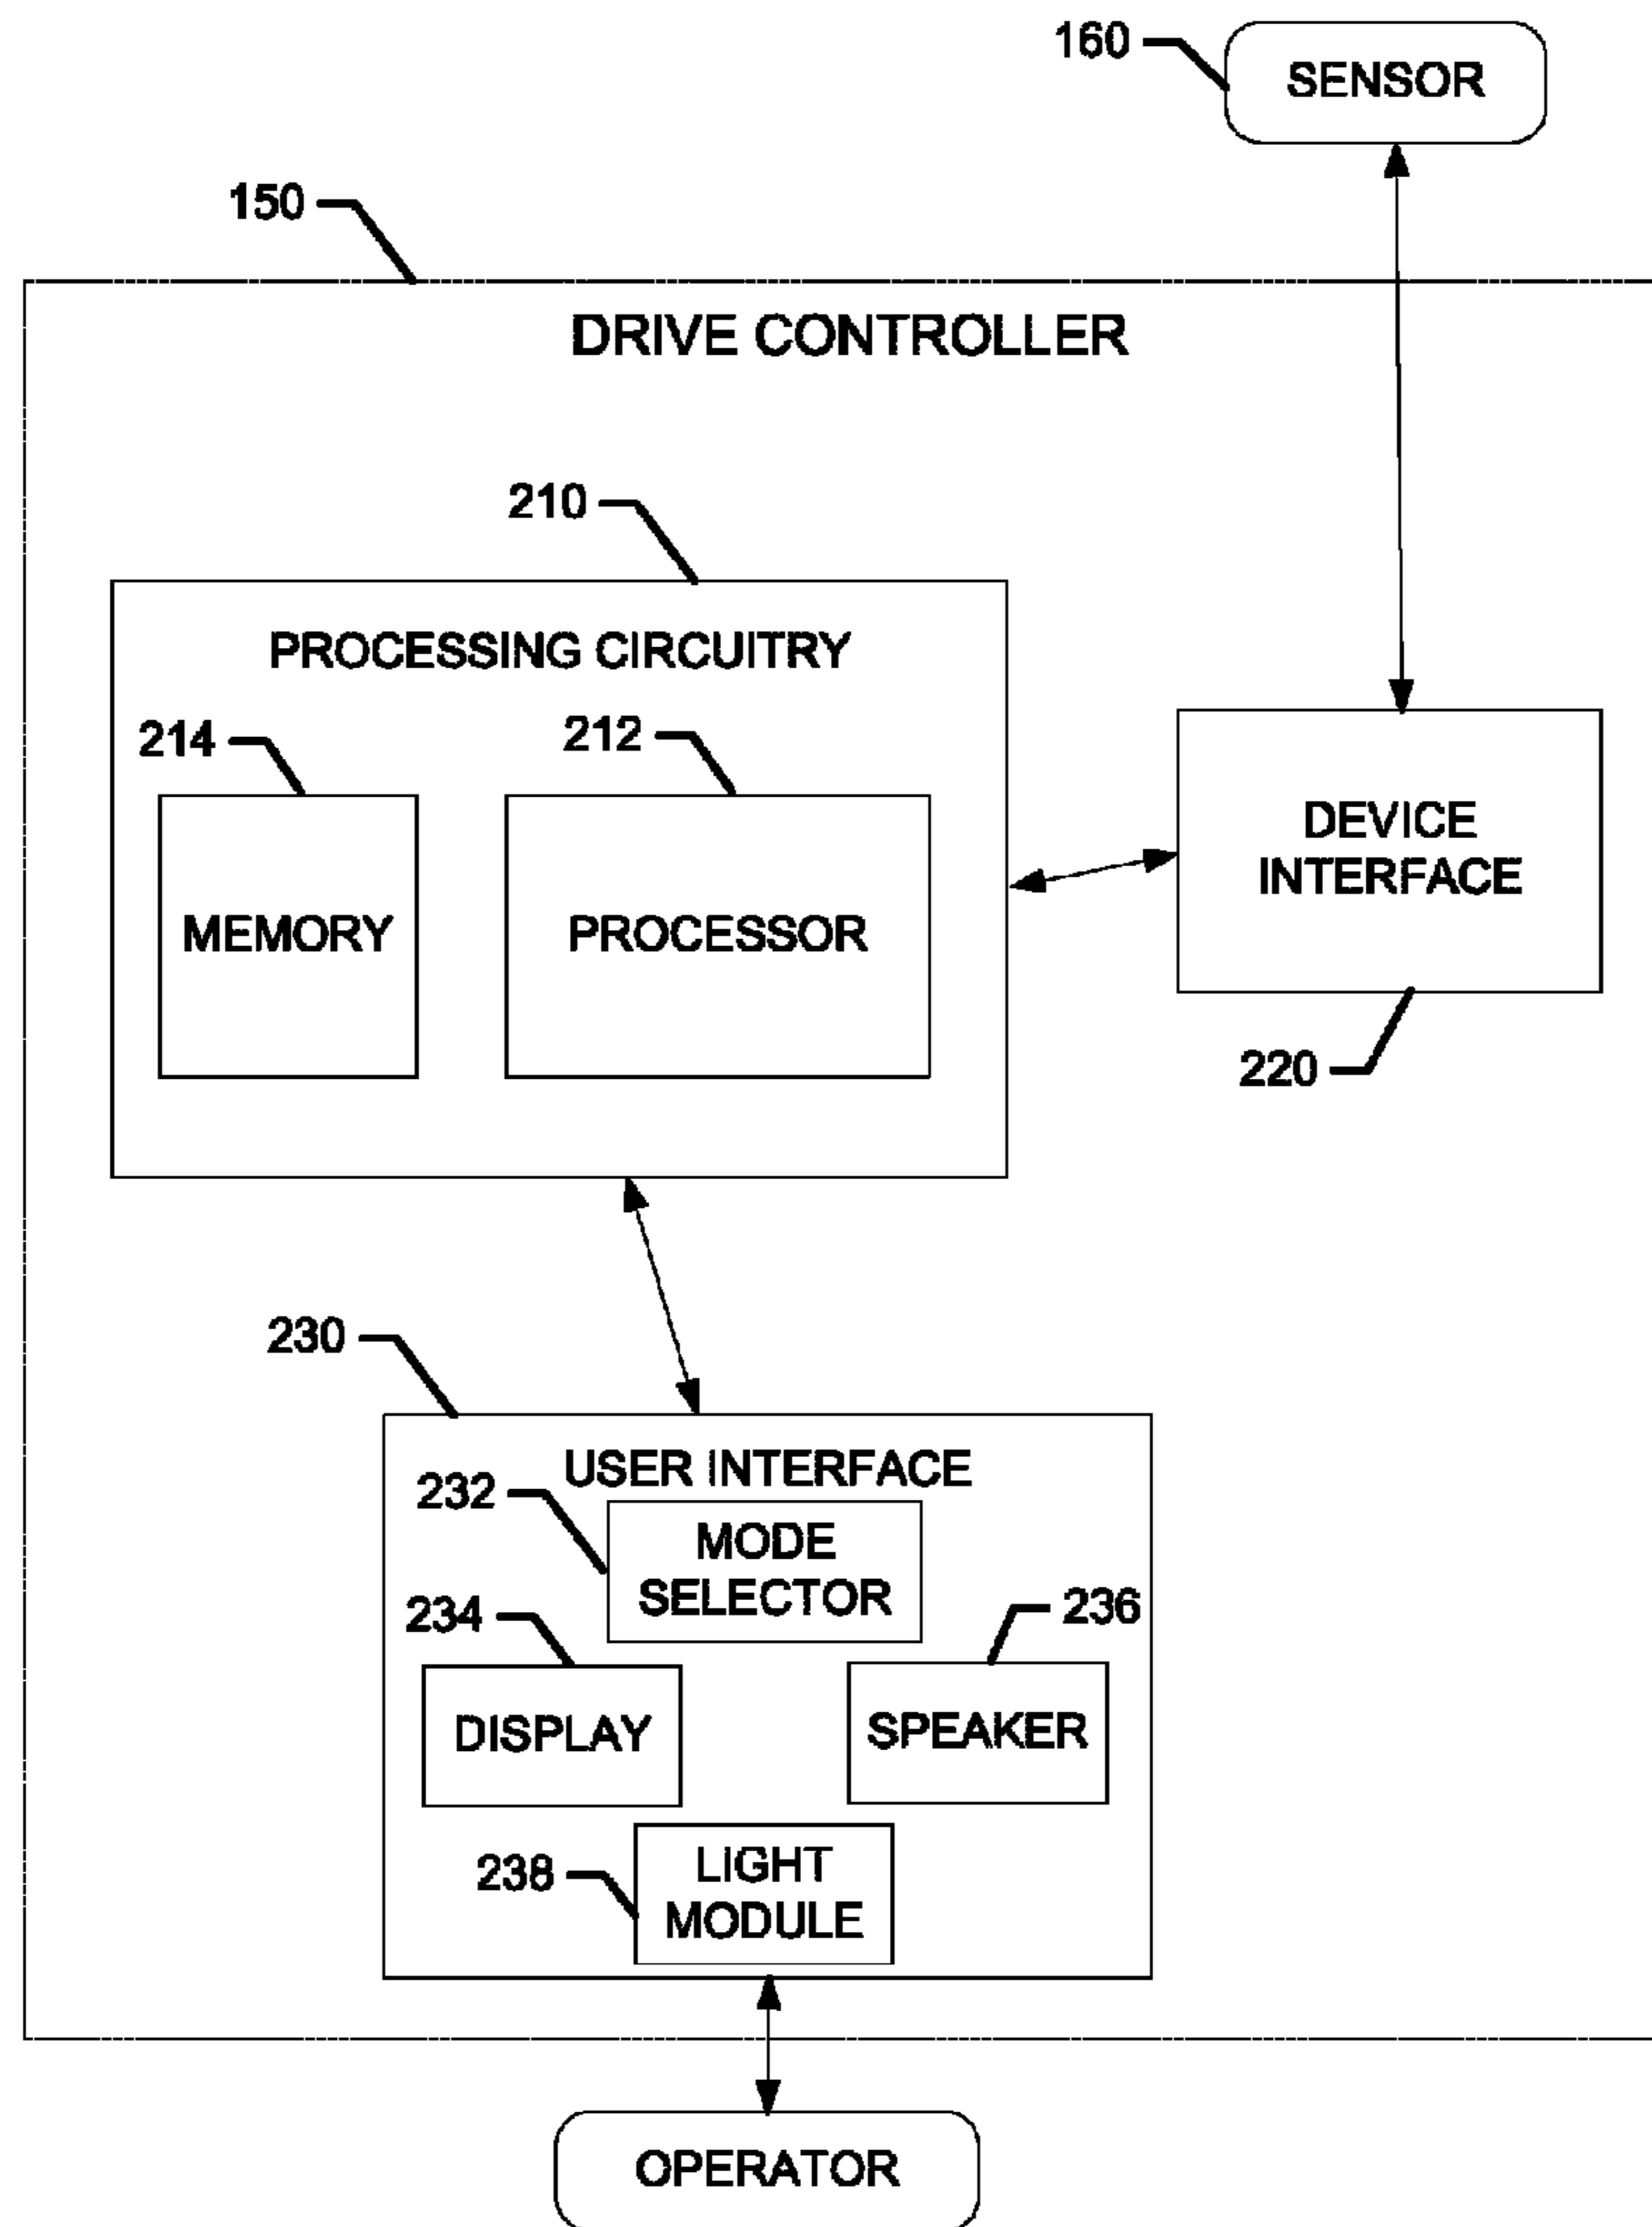 160
SENSOR
150
DRIVE CONTROLLER
210
PROCESSING CIRCUITRY
214
212
MEMORY
PROCESSOR
DEVICE
INTERFACE
220
230
USER INTERFACE
232
MODE
SELECTOR
234
236
DISPLAY
SPEAKER
238
LIGHT
MODULE
OPERATOR